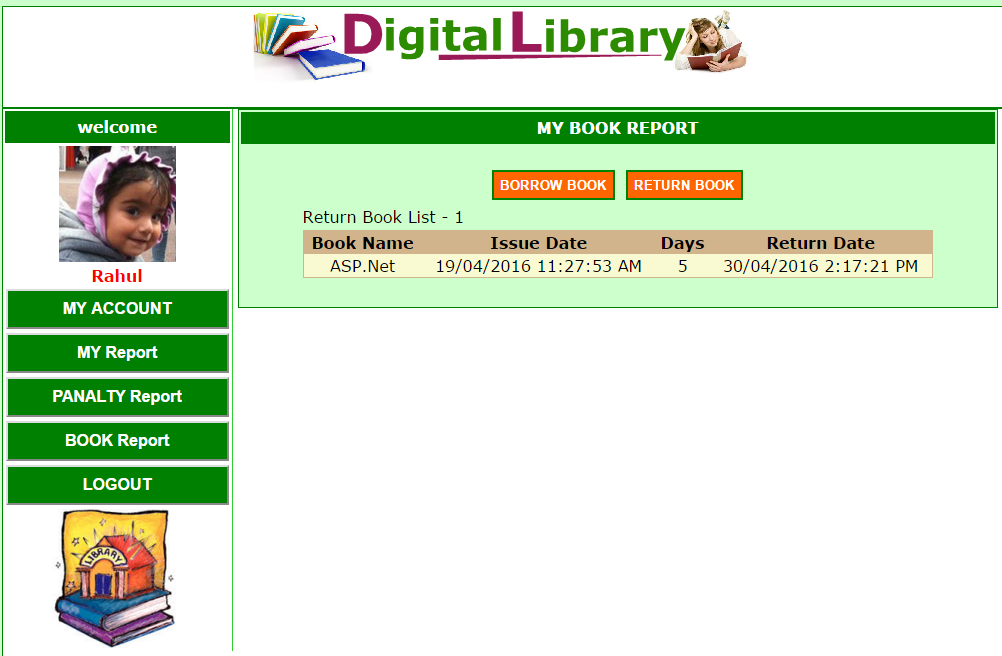 Digital Library
welcome
Rahul
MY ACCOUNT
MY Report
PANALTY Report
BOOK Report
LOGOUT
LIBRARY
MY BOOK REPORT
BORROW BOOK RETURN BOOK
Return Book List - 1
Book Name Issue Date Days Return Date
ASP.Net 19/04/2016 11:27:53 AM 5 30/04/2016 2:17:21 PM